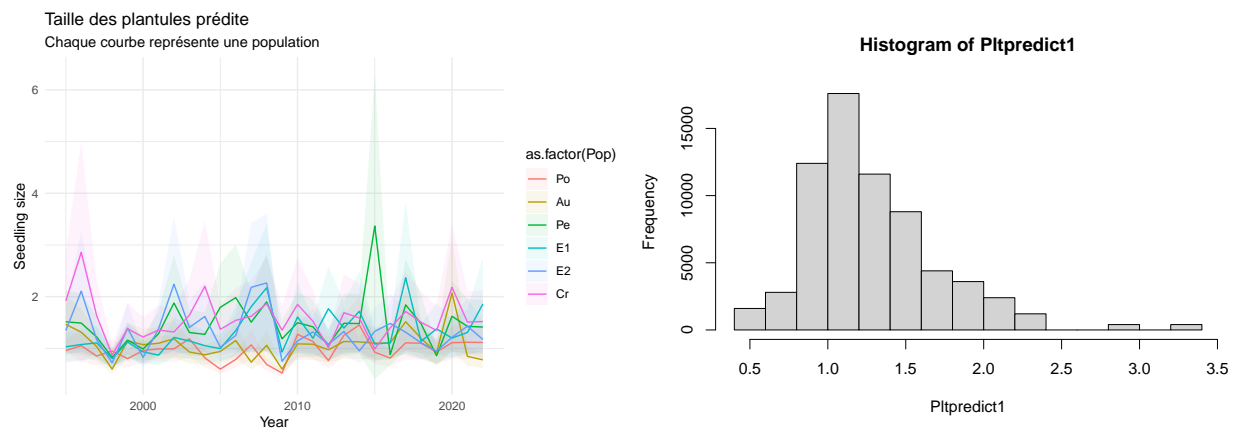 Taille des plantules prédite
Chaque courbe représente une population
6
4
2
Seedling size
2000
2010
2020
Year
as.factor(Pop)
Po
Au
Pe
E1
E2
Cr
Histogram of Pltpredict1
15000
10000
5000
0
Frequency
0.5
1.0
1.5
2.0
2.5
3.0
3.5
Pltpredict1